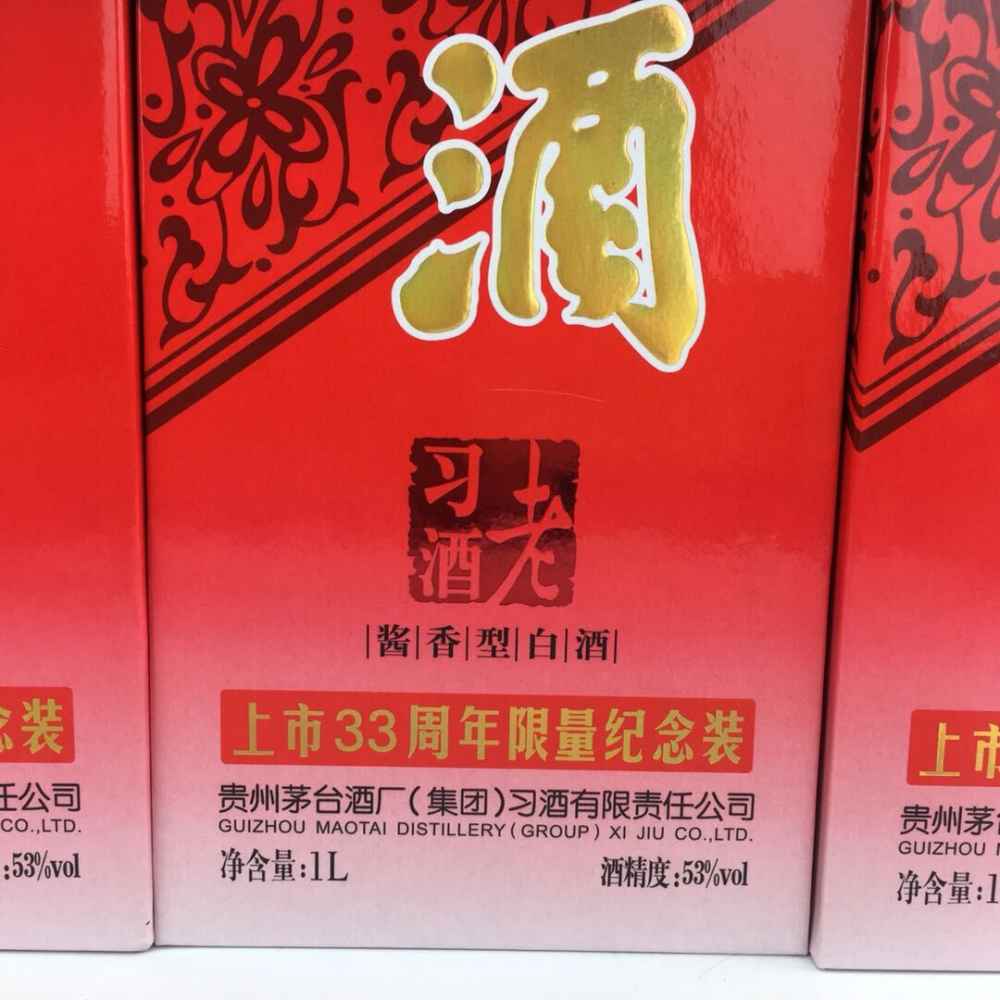 酒
老习酒
酱香型白酒
上市33周年限量纪念装
贵州茅台酒厂(集团)习酒有限责任公司
GUIZHOU MAOTAI DISTILLERY(GROUP) XI JIU CO.,LTD.
净含量:1L 酒精度:53%vol
念装
任公司
CO.,LTD.
:53%vol
上市
贵州茅台
GUIZHOU
净含量:1